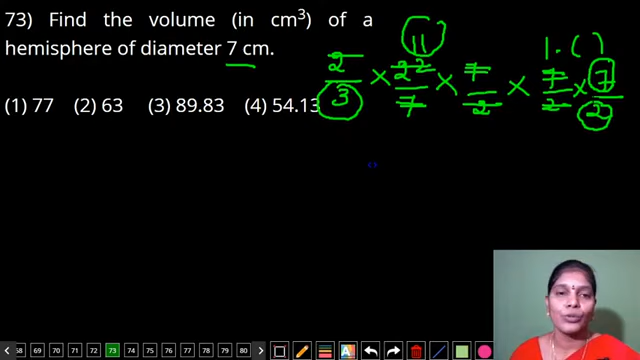 73) Find the volume (in cm³) of a
hemisphere of diameter 7 cm.
(1) 77 (2) 63 (3) 89.83 (4) 54.13
11
1. ( )
2/3 × 22/7 × 7/2 × 7/2 × 7/2
68 69 70 71 72 73 74 75 76 77 78 79 80
A